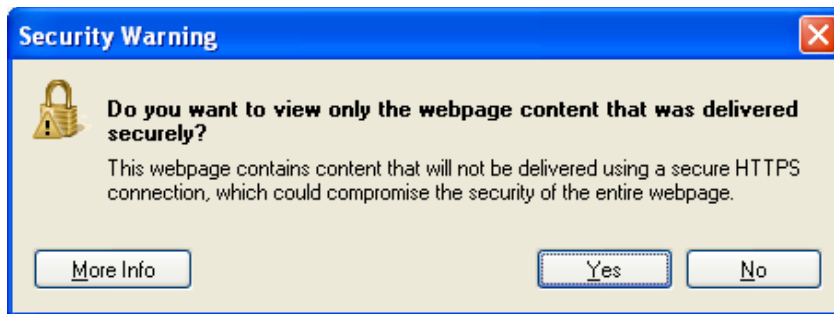 Security Warning
Do you want to view only the webpage content that was delivered
securely?
This webpage contains content that will not be delivered using a secure HTTPS
connection, which could compromise the security of the entire webpage.
More Info
Yes
No